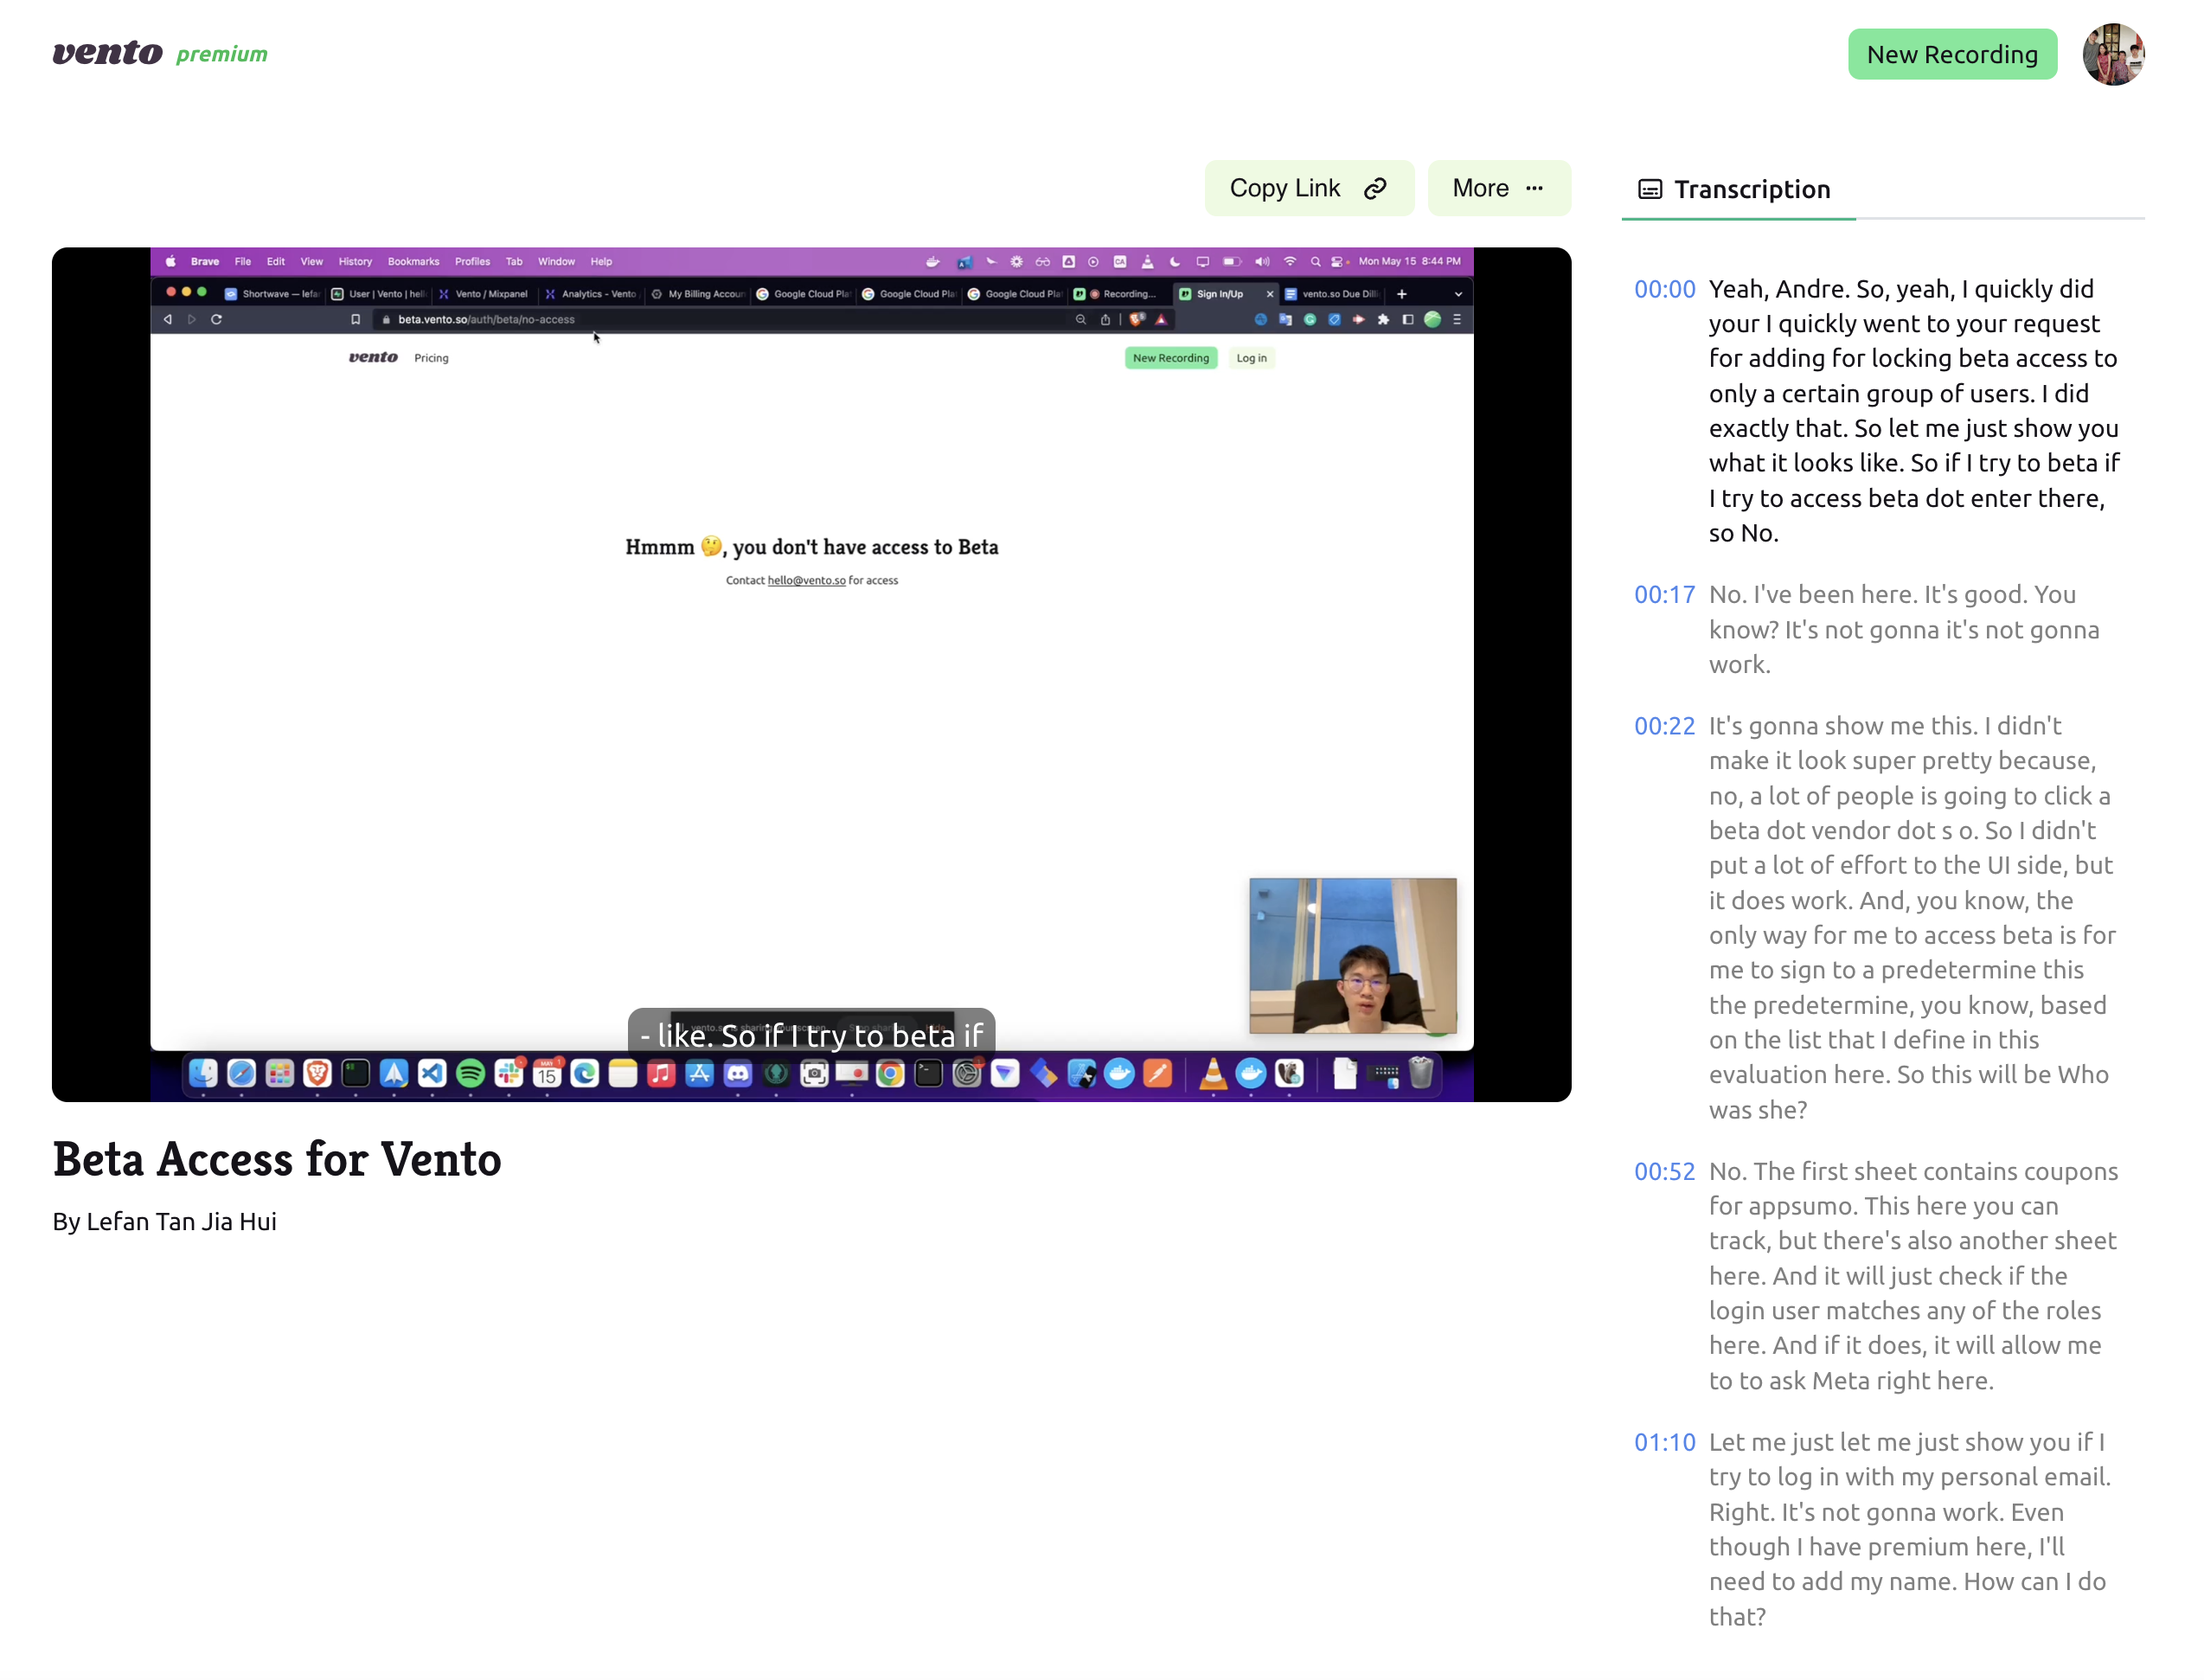 vento premium
New Recording
Copy Link
More ···
Transcription
Brave File Edit View History Bookmarks Profiles Tab Window Help
Mon May 15 8:44 PM
Shortwave — lefa
User | Vento | hell
Vento / Mixpanel
Analytics - Vento
My Billing Accoun
Google Cloud Pla
Google Cloud Pla
Google Cloud Pla
Recording...
Sign In/Up
vento.so Due Dill
beta.vento.so/auth/beta/no-access
vento Pricing
New Recording
Log in
Hmmm 🤔, you don't have access to Beta
Contact hello@vento.so for access
- like. So if I try to beta if
MAY
15
Beta Access for Vento
By Lefan Tan Jia Hui
00:00 Yeah, Andre. So, yeah, I quickly did
your I quickly went to your request
for adding for locking beta access to
only a certain group of users. I did
exactly that. So let me just show you
what it looks like. So if I try to beta if
I try to access beta dot enter there,
so No.
00:17 No. I've been here. It's good. You
know? It's not gonna it's not gonna
work.
00:22 It's gonna show me this. I didn't
make it look super pretty because,
no, a lot of people is going to click a
beta dot vendor dot s o. So I didn't
put a lot of effort to the UI side, but
it does work. And, you know, the
only way for me to access beta is for
me to sign to a predetermine this
the predetermine, you know, based
on the list that I define in this
evaluation here. So this will be Who
was she?
00:52 No. The first sheet contains coupons
for appsumo. This here you can
track, but there's also another sheet
here. And it will just check if the
login user matches any of the roles
here. And if it does, it will allow me
to to ask Meta right here.
01:10 Let me just let me just show you if I
try to log in with my personal email.
Right. It's not gonna work. Even
though I have premium here, I'll
need to add my name. How can I do
that?